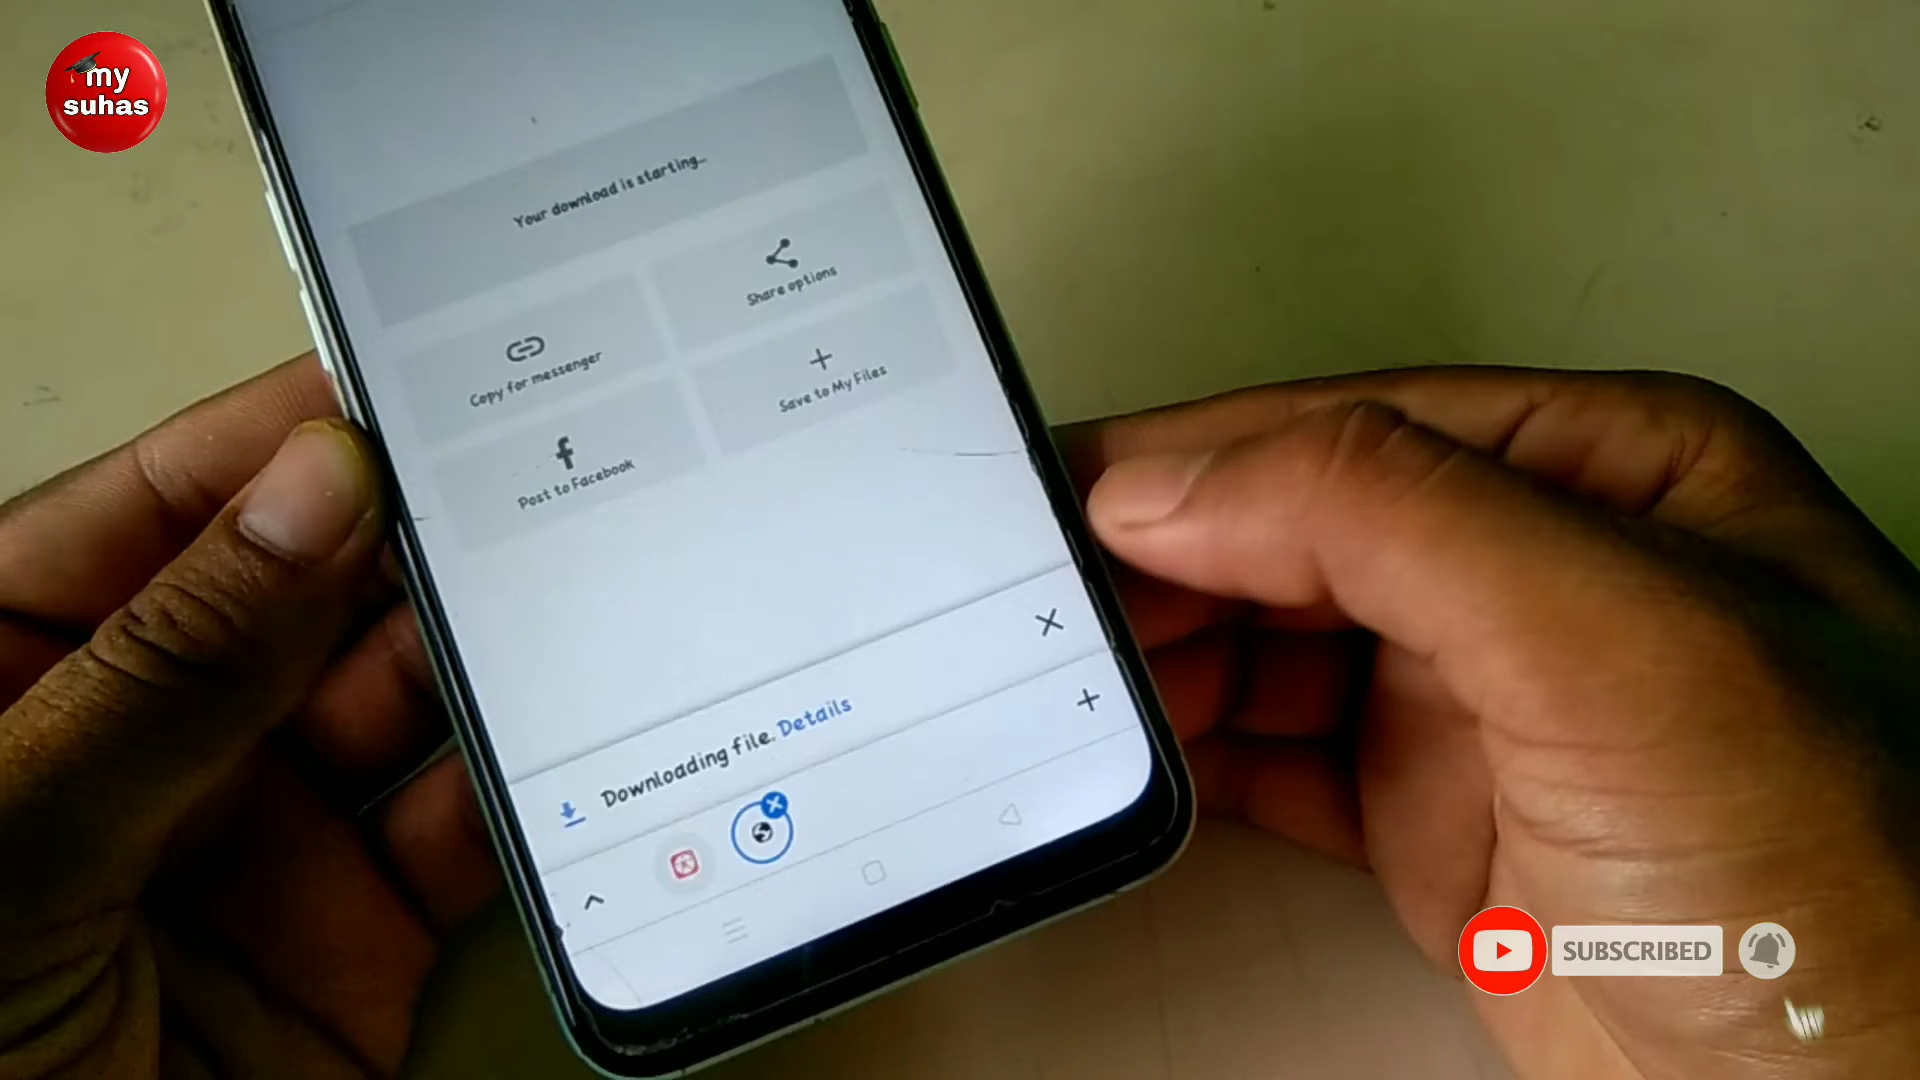 my
suhas
Your download is starting...
Share options
Copy for messenger
Save to My Files
Post to Facebook
Downloading file. Details
SUBSCRIBED